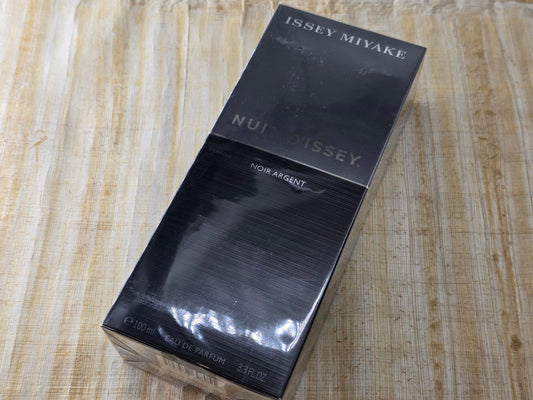 ISSEY MIYAKE
NUIT D'ISSEY
NOIR ARGENT
℮ 100 ml EAU DE PARFUM 3.3 FL.OZ